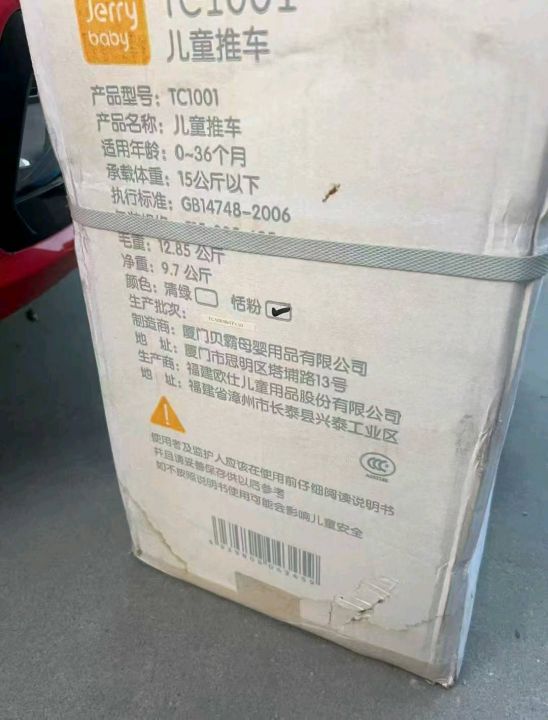 Jerry
baby
TC1001
儿童推车
产品型号：TC1001
产品名称：儿童推车
适用年龄：0~36个月
承载体重：15公斤以下
执行标准：GB14748-2006
毛重：12.85 公斤
净重：9.7 公斤
颜色：清绿 恬粉
生产批次：
制造商：厦门贝霸母婴用品有限公司
地 址：厦门市思明区塔埔路13号
生产商：福建欧仕儿童用品股份有限公司
地 址：福建省漳州市长泰县兴泰工业区
使用者及监护人应该在使用前仔细阅读说明书
并且请妥善保存供以后参考
如不按照说明书使用可能会影响儿童安全